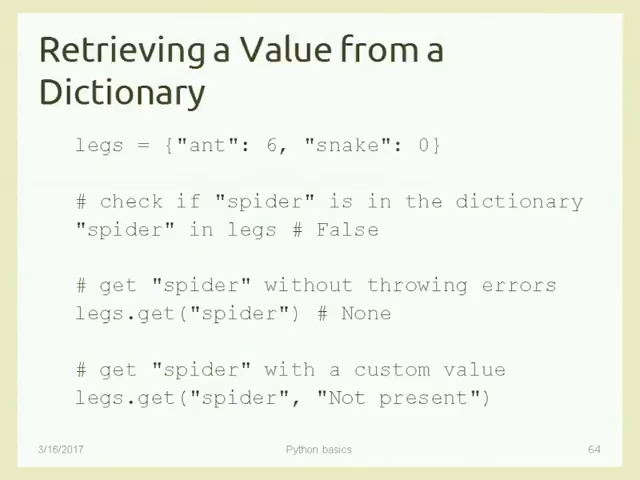 Retrieving a Value from a
Dictionary
legs = {"ant": 6, "snake": 0}
# check if "spider" is in the dictionary
"spider" in legs # False
# get "spider" without throwing errors
legs.get("spider") # None
# get "spider" with a custom value
legs.get("spider", "Not present")
3/16/2017 Python basics 64